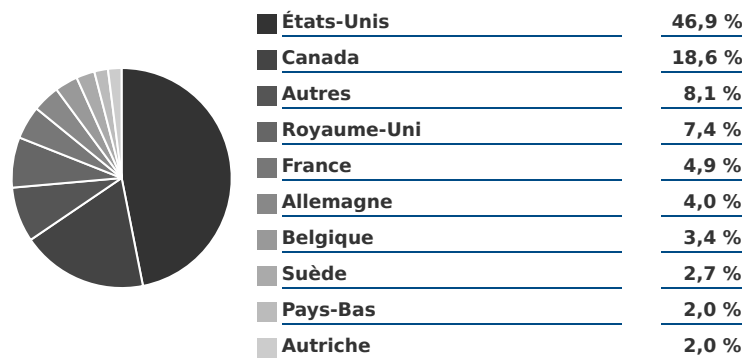 États-Unis 46,9 %
Canada 18,6 %
Autres 8,1 %
Royaume-Uni 7,4 %
France 4,9 %
Allemagne 4,0 %
Belgique 3,4 %
Suède 2,7 %
Pays-Bas 2,0 %
Autriche 2,0 %